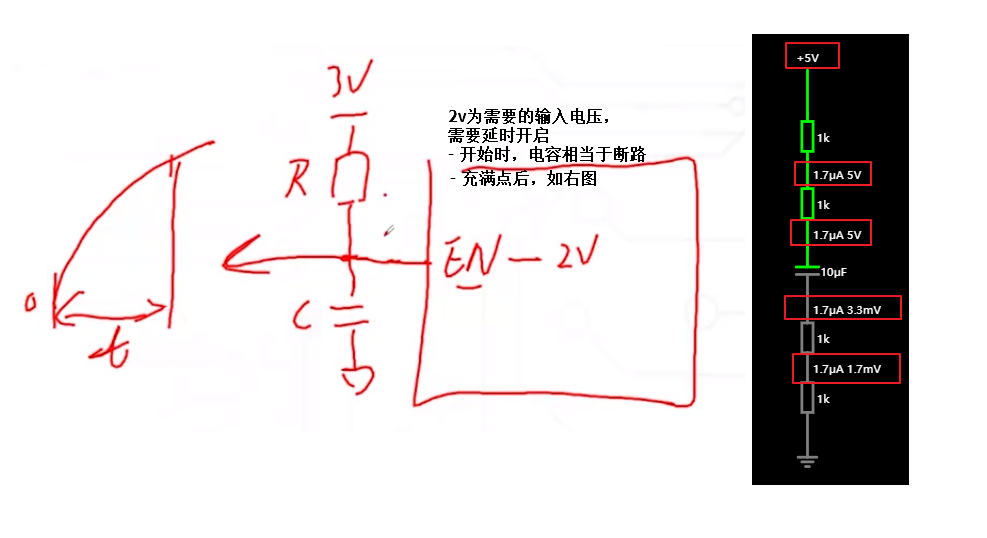 3V
R
C
0
t
2v为需要的输入电压，
需要延时开启
- 开始时，电容相当于断路
- 充满点后，如右图
EN — 2V
+5V
1k
1.7μA 5V
1k
1.7μA 5V
10μF
1.7μA 3.3mV
1k
1.7μA 1.7mV
1k